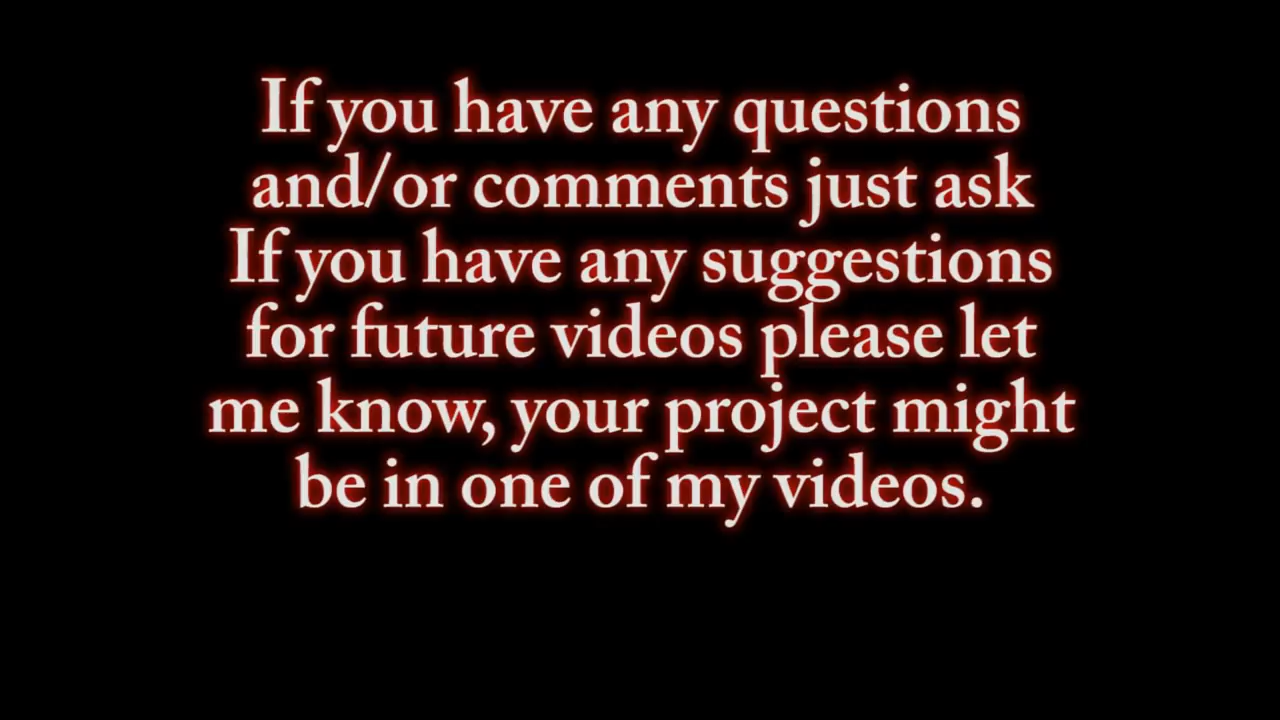 If you have any questions
and/or comments just ask
If you have any suggestions
for future videos please let
me know, your project might
be in one of my videos.